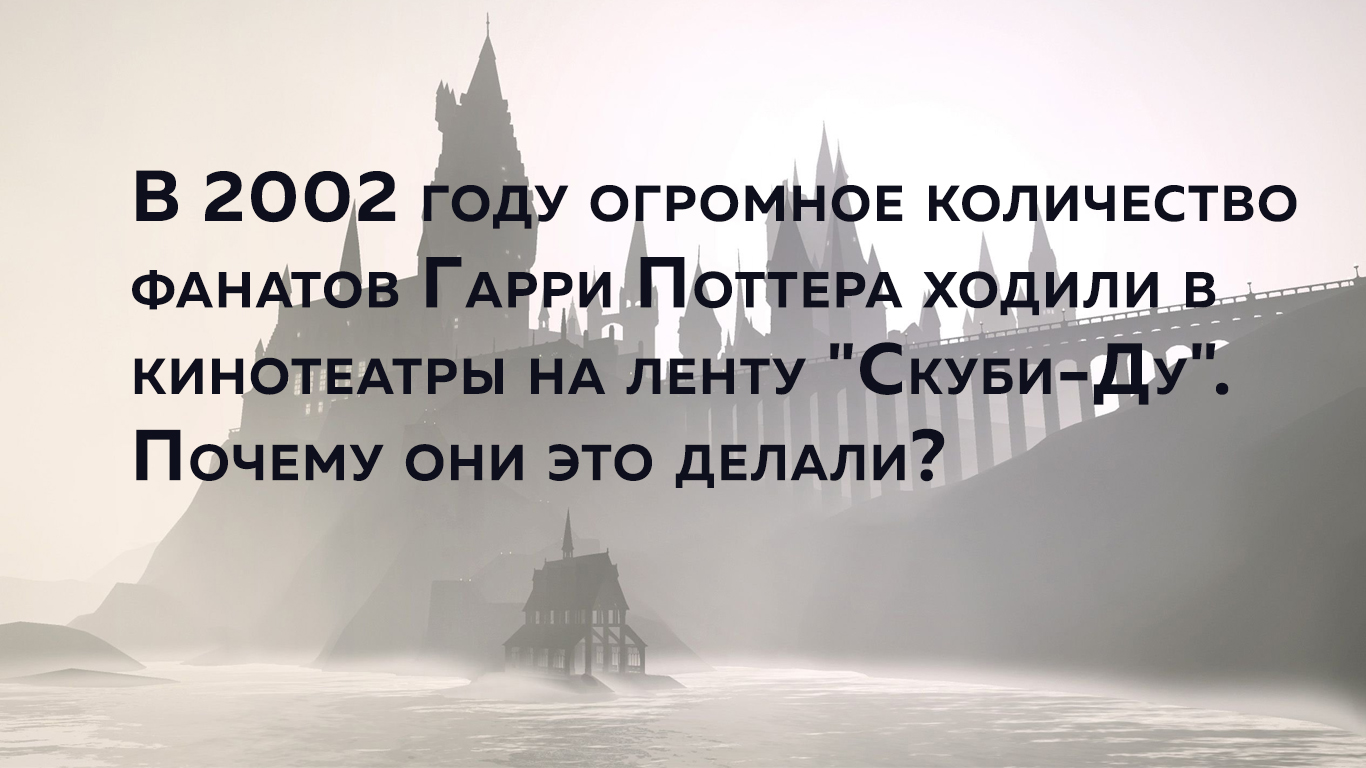 В 2002 году огромное количество
фанатов Гарри Поттера ходили в
кинотеатры на ленту "Скуби-Ду".
Почему они это делали?